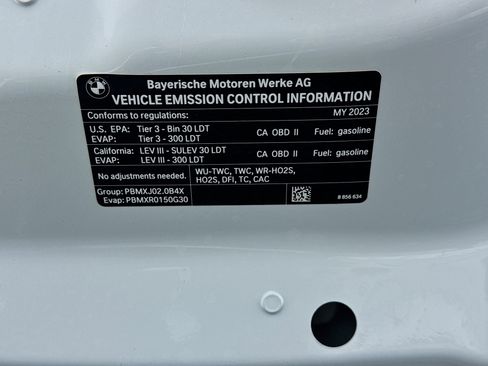 BMW
Bayerische Motoren Werke AG
VEHICLE EMISSION CONTROL INFORMATION
Conforms to regulations: MY 2023
U.S. EPA: Tier 3 - Bin 30 LDT CA OBD II Fuel: gasoline
EVAP: Tier 3 - 300 LDT
California: LEV III - SULEV 30 LDT CA OBD II Fuel: gasoline
EVAP: LEV III - 300 LDT
No adjustments needed. WU-TWC, TWC, WR-HO2S,
HO2S, DFI, TC, CAC
Group: PBMXJ02.0B4X
Evap: PBMXR0150G30 8 856 634